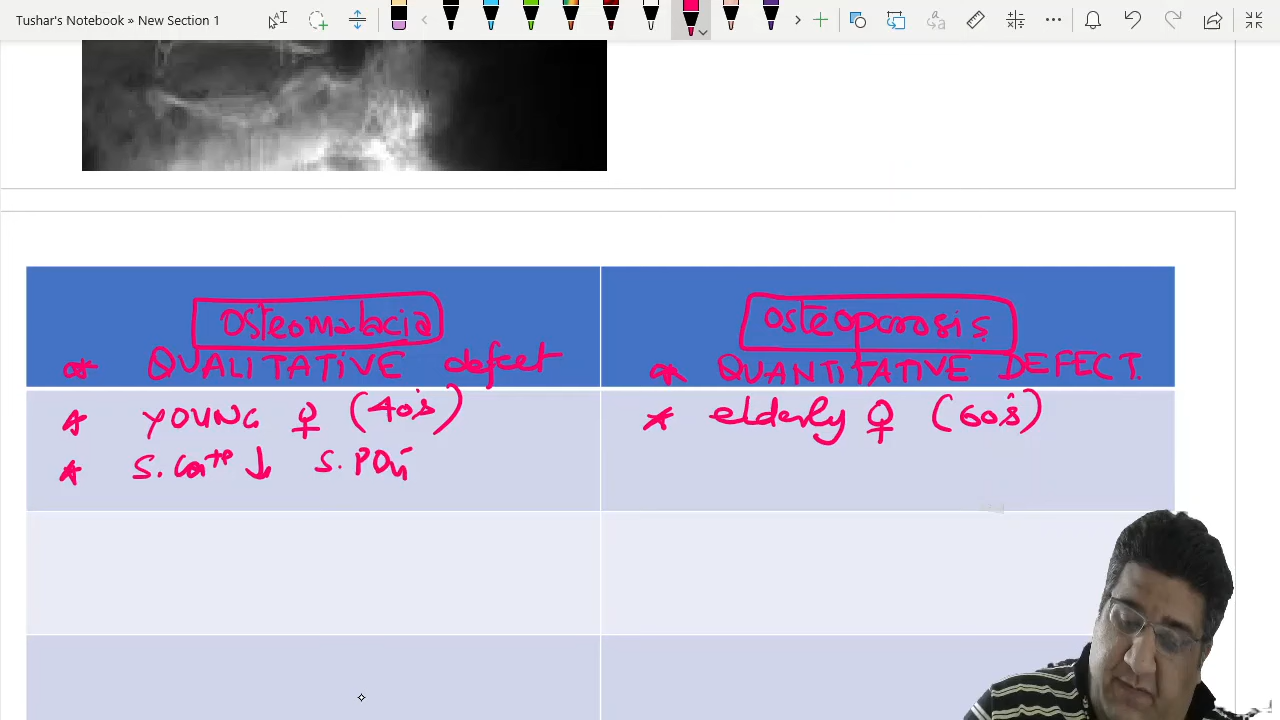 Tushar's Notebook » New Section 1
Osteomalacia
* QUALITATIVE defect
Osteoporosis
* QUANTITATIVE DEFECT.
* YOUNG ♀ (40's)
* elderly ♀ (60's)
* S. Ca++ ↓ S. PO4-